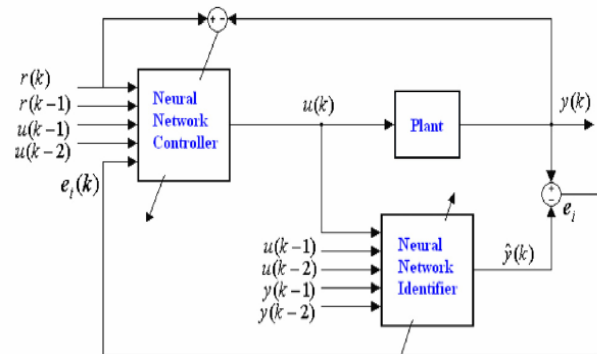 r(k)
r(k−1)
u(k−1)
u(k−2)
e_i(k)
Neural
Network
Controller
u(k)
Plant
y(k)
+ −
+
−
e_i
u(k−1)
u(k−2)
y(k−1)
y(k−2)
Neural
Network
Identifier
ŷ(k)